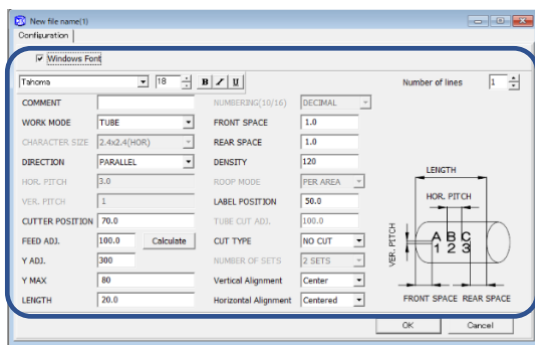 New file name(1)
Configuration
Windows Font
Tahoma 18 B I U Number of lines 1
COMMENT NUMBERING(10/16) DECIMAL
WORK MODE TUBE FRONT SPACE 1.0
CHARACTER SIZE 2.4x2.4(HOR) REAR SPACE 1.0
DIRECTION PARALLEL DENSITY 120
HOR. PITCH 3.0 ROOP MODE PER AREA
VER. PITCH 1 LABEL POSITION 50.0
CUTTER POSITION 70.0 TUBE CUT ADJ. 100.0
FEED ADJ. 100.0 Calculate CUT TYPE NO CUT
Y ADJ. 300 NUMBER OF SETS 2 SETS
Y MAX 80 Vertical Alignment Center
LENGTH 20.0 Horizontal Alignment Centered
LENGTH
HOR. PITCH
VER. PITCH
A B C
1 2 3
FRONT SPACE REAR SPACE
OK Cancel